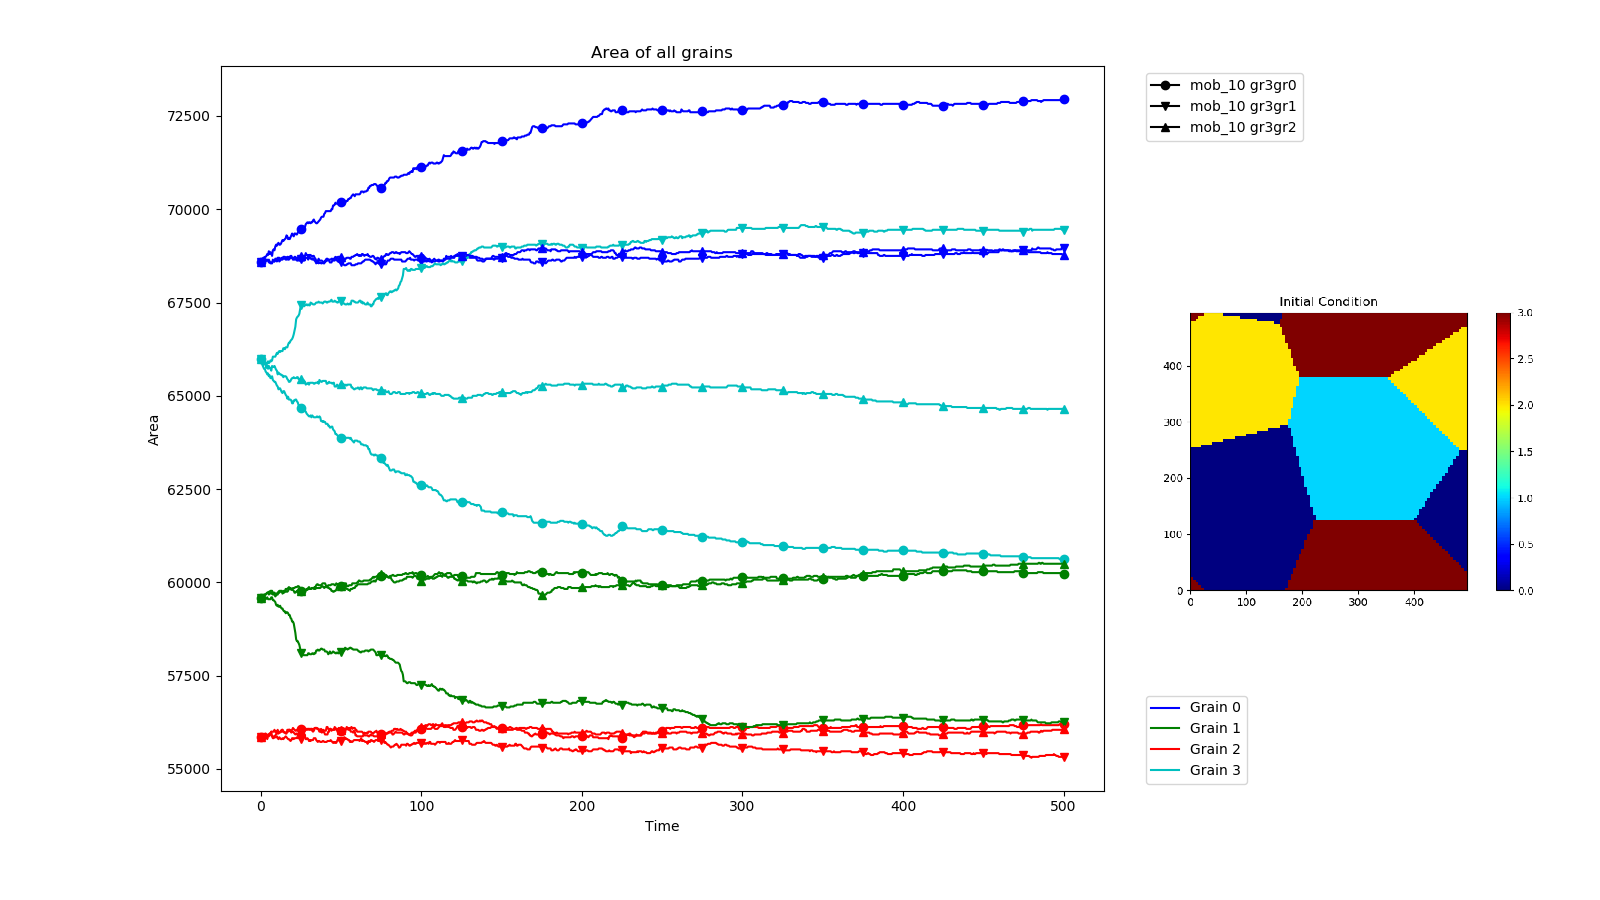 Area of all grains
72500
70000
67500
65000
62500
60000
57500
55000
Area
0 100 200 300 400 500
Time
mob_10 gr3gr0
mob_10 gr3gr1
mob_10 gr3gr2
Initial Condition
400
300
200
100
0
0 100 200 300 400
3.0
2.5
2.0
1.5
1.0
0.5
0.0
Grain 0
Grain 1
Grain 2
Grain 3